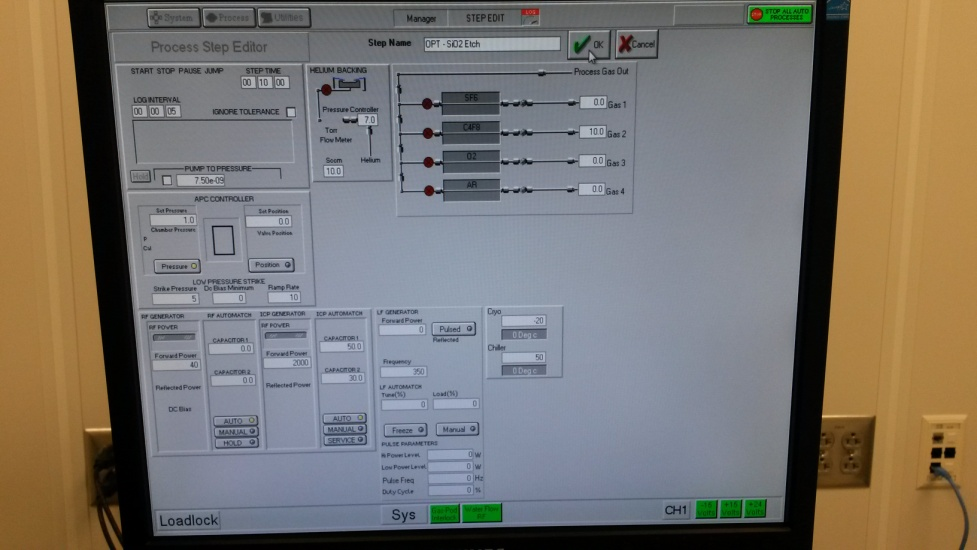 System Process Utilities
Manager STEP EDIT LOG
STOP ALL AUTO
PROCESSES
Process Step Editor
Step Name OPT - SiO2 Etch OK Cancel
START STOP PAUSE JUMP STEP TIME
00 10 00
LOG INTERVAL
00 00 05 IGNORE TOLERANCE
Hold PUMP TO PRESSURE
7.50e-09
HELIUM BACKING
Pressure Controller
7.0
Torr
Flow Meter
Sccm Helium
10.0
Process Gas Out
SF6 0.0 Gas 1
C4F8 10.0 Gas 2
O2 0.0 Gas 3
AR 0.0 Gas 4
APC CONTROLLER
Set Pressure Set Position
1.0 0.0
Chamber Pressure Valve Position
Pressure Position
LOW PRESSURE STRIKE
Strike Pressure Dc Bias Minimum Ramp Rate
5 0 10
RF GENERATOR
RF POWER
Forward Power
40
Reflected Power
DC Bias
RF AUTOMATCH
CAPACITOR 1
0.0
CAPACITOR 2
0.0
AUTO
MANUAL
HOLD
ICP GENERATOR
RF POWER
Forward Power
2000
Reflected Power
ICP AUTOMATCH
CAPACITOR 1
50.0
CAPACITOR 2
30.0
AUTO
MANUAL
SERVICE
LF GENERATOR
Forward Power
0 Pulsed
Reflected
Frequency
350
LF AUTOMATCH
Tune(%) Load(%)
0 0
Freeze Manual
PULSE PARAMETERS
Hi Power Level 0 W
Low Power Level 0 W
Pulse Freq 0 Hz
Duty Cycle 0 %
Cryo
-20
0 Deg c
Chiller
50
0 Deg c
Loadlock Sys CH1